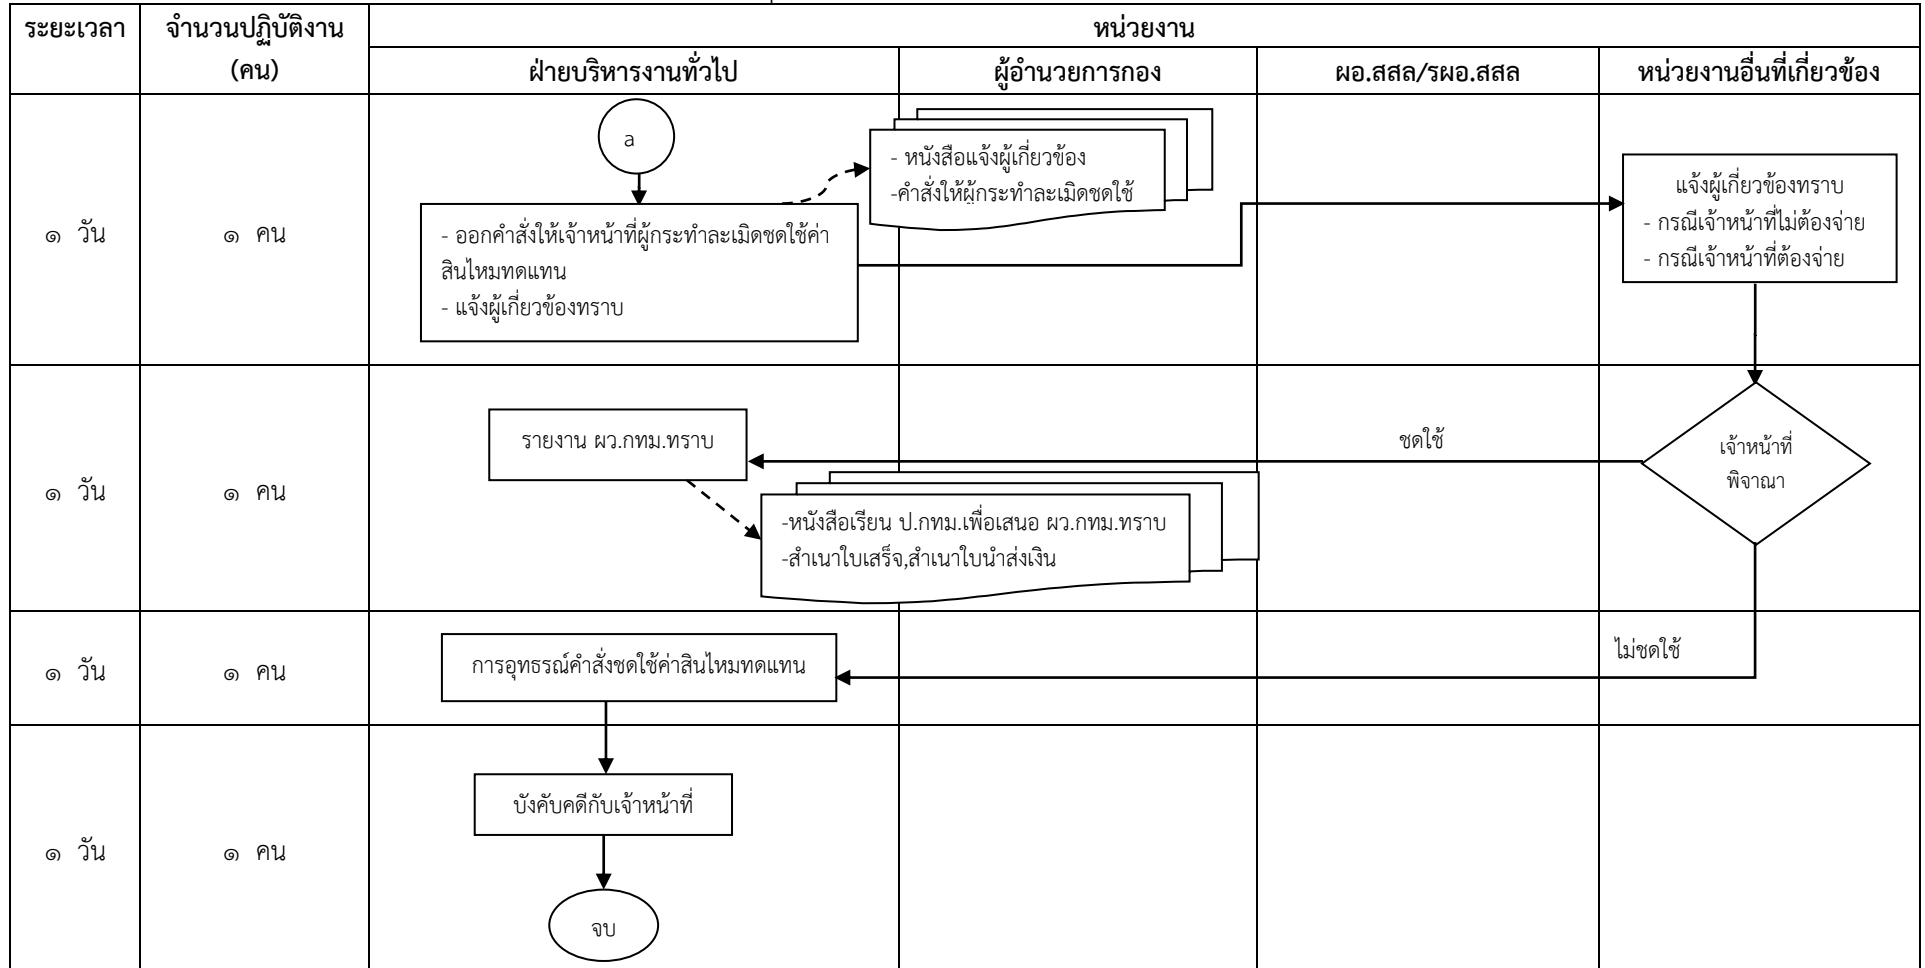 ระยะเวลา
จำนวนปฏิบัติงาน
(คน)
หน่วยงาน
ฝ่ายบริหารงานทั่วไป
ผู้อำนวยการกอง
ผอ.สสล/รผอ.สสล
หน่วยงานอื่นที่เกี่ยวข้อง
๑ วัน
๑ คน
a
- ออกคำสั่งให้เจ้าหน้าที่ผู้กระทำละเมิดชดใช้ค่า
สินไหมทดแทน
- แจ้งผู้เกี่ยวข้องทราบ
- หนังสือแจ้งผู้เกี่ยวข้อง
-คำสั่งให้ผู้กระทำละเมิดชดใช้
แจ้งผู้เกี่ยวข้องทราบ
- กรณีเจ้าหน้าที่ไม่ต้องจ่าย
- กรณีเจ้าหน้าที่ต้องจ่าย
๑ วัน
๑ คน
รายงาน ผว.กทม.ทราบ
-หนังสือเรียน ป.กทม.เพื่อเสนอ ผว.กทม.ทราบ
-สำเนาใบเสร็จ,สำเนาใบนำส่งเงิน
ชดใช้
เจ้าหน้าที่
พิจาณา
๑ วัน
๑ คน
การอุทธรณ์คำสั่งชดใช้ค่าสินไหมทดแทน
ไม่ชดใช้
๑ วัน
๑ คน
บังคับคดีกับเจ้าหน้าที่
จบ